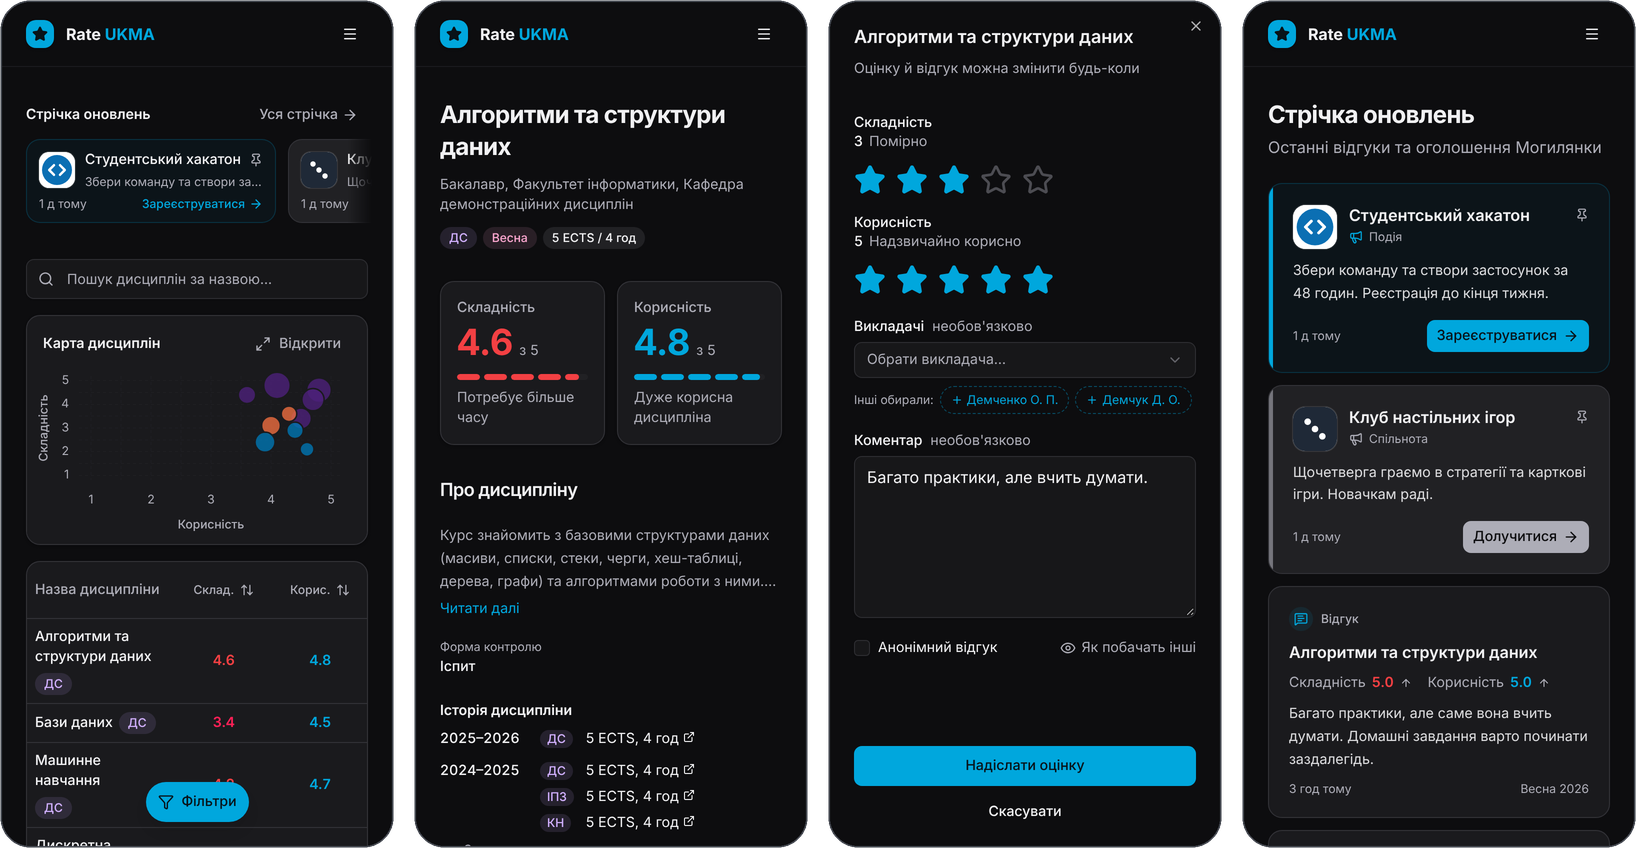 Rate UKMA
Стрічка оновлень
Уся стрічка →
Студентський хакатон
Збери команду та створи за...
1 д тому
Зареєструватися →
Клу
Що
1 д тому
Пошук дисциплін за назвою...
Карта дисциплін
Відкрити
Складність
5
4
3
2
1
1 2 3 4 5
Корисність
Назва дисципліни
Склад.
Корис.
Алгоритми та
структури даних
ДС
4.6
4.8
Бази даних ДС
3.4
4.5
Машинне
навчання
ДС
4.7
Фільтри
Дискретна
Rate UKMA
Алгоритми та структури
даних
Бакалавр, Факультет інформатики, Кафедра
демонстраційних дисциплін
ДС Весна 5 ECTS / 4 год
Складність
4.6 з 5
Потребує більше
часу
Корисність
4.8 з 5
Дуже корисна
дисципліна
Про дисципліну
Курс знайомить з базовими структурами даних
(масиви, списки, стеки, черги, хеш-таблиці,
дерева, графи) та алгоритмами роботи з ними....
Читати далі
Форма контролю
Іспит
Історія дисципліни
2025–2026 ДС 5 ECTS, 4 год
2024–2025 ДС 5 ECTS, 4 год
ІПЗ 5 ECTS, 4 год
КН 5 ECTS, 4 год
Алгоритми та структури даних
Оцінку й відгук можна змінити будь-коли
Складність
3 Помірно
Корисність
5 Надзвичайно корисно
Викладачі необов'язково
Обрати викладача...
Інші обирали: + Демченко О. П. + Демчук Д. О.
Коментар необов'язково
Багато практики, але вчить думати.
Анонімний відгук
Як побачать інші
Надіслати оцінку
Скасувати
Rate UKMA
Стрічка оновлень
Останні відгуки та оголошення Могилянки
Студентський хакатон
Подія
Збери команду та створи застосунок за
48 годин. Реєстрація до кінця тижня.
1 д тому
Зареєструватися →
Клуб настільних ігор
Спільнота
Щочетверга граємо в стратегії та карткові
ігри. Новачкам раді.
1 д тому
Долучитися →
Відгук
Алгоритми та структури даних
Складність 5.0 ↑ Корисність 5.0 ↑
Багато практики, але саме вона вчить
думати. Домашні завдання варто починати
заздалегідь.
3 год тому
Весна 2026